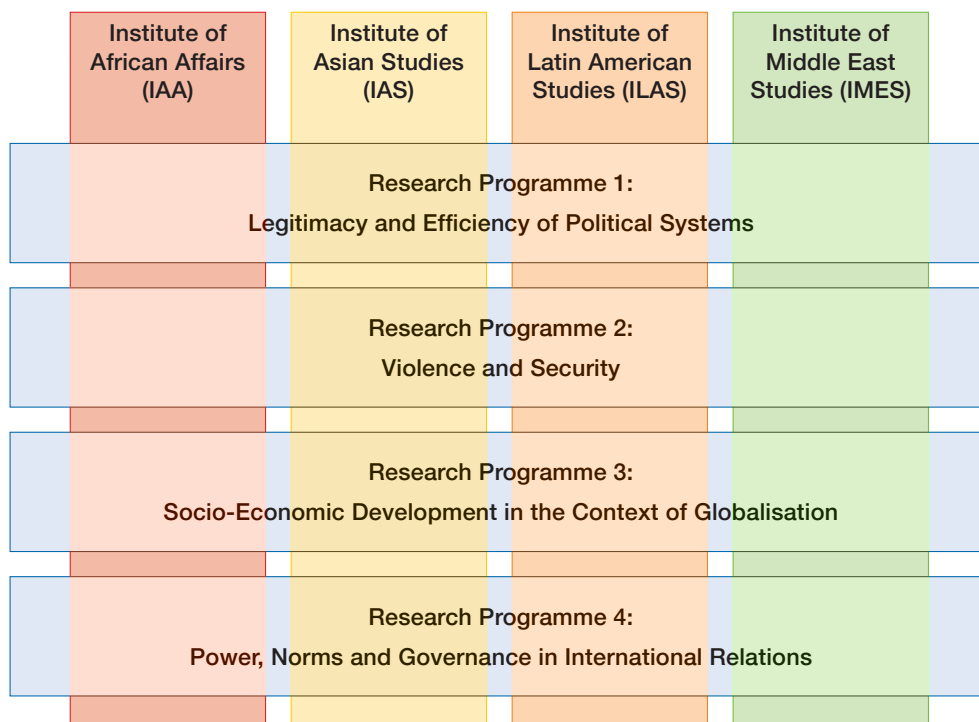 Institute of
African Affairs
(IAA)
Institute of
Asian Studies
(IAS)
Institute of
Latin American
Studies (ILAS)
Institute of
Middle East
Studies (IMES)
Research Programme 1:
Legitimacy and Efficiency of Political Systems
Research Programme 2:
Violence and Security
Research Programme 3:
Socio-Economic Development in the Context of Globalisation
Research Programme 4:
Power, Norms and Governance in International Relations